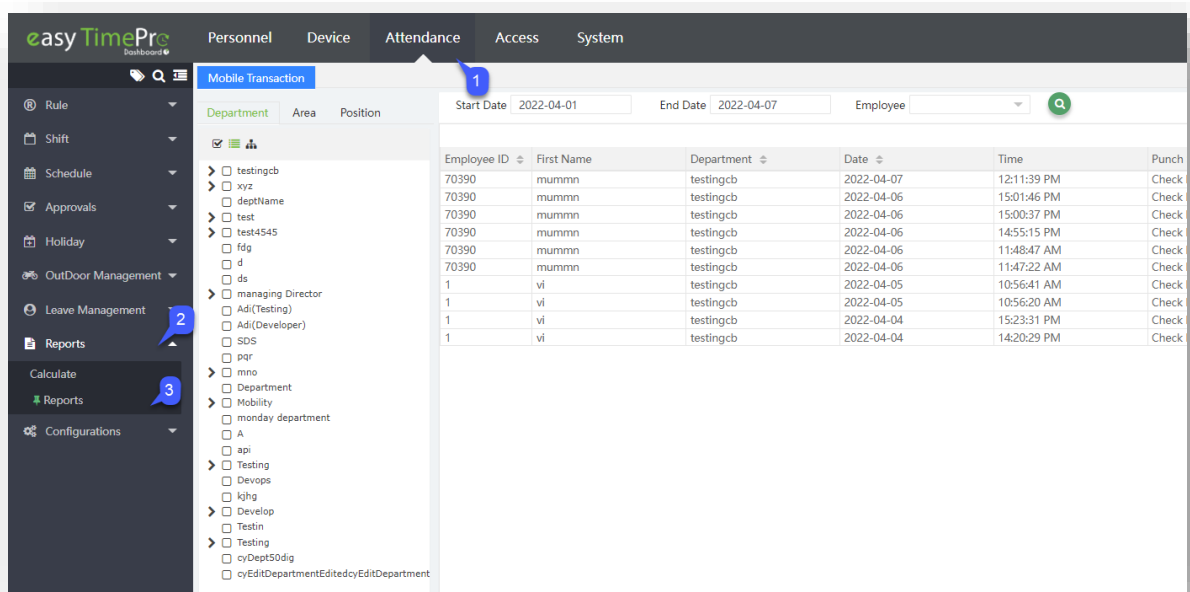 easy TimePro
Dashboard
Personnel Device Attendance Access System
1
Mobile Transaction
Rule
Shift
Schedule
Approvals
Holiday
OutDoor Management
Leave Management
2
Reports
Calculate
3
Reports
Configurations
Department Area Position
testingcb
xyz
deptName
test
test4545
fdg
d
ds
managing Director
Adi(Testing)
Adi(Developer)
SDS
pqr
mno
Department
Mobility
monday department
A
api
Testing
Devops
kjhg
Develop
Testin
Testing
cyDept50dig
cyEditDepartmentEditedcyEditDepartment
Start Date 2022-04-01 End Date 2022-04-07 Employee
Employee ID First Name Department Date Time Punch
70390 mummn testingcb 2022-04-07 12:11:39 PM Check
70390 mummn testingcb 2022-04-06 15:01:46 PM Check
70390 mummn testingcb 2022-04-06 15:00:37 PM Check
70390 mummn testingcb 2022-04-06 14:55:15 PM Check
70390 mummn testingcb 2022-04-06 11:48:47 AM Check
70390 mummn testingcb 2022-04-06 11:47:22 AM Check
1 vi testingcb 2022-04-05 10:56:41 AM Check
1 vi testingcb 2022-04-05 10:56:20 AM Check
1 vi testingcb 2022-04-04 15:23:31 PM Check
1 vi testingcb 2022-04-04 14:20:29 PM Check